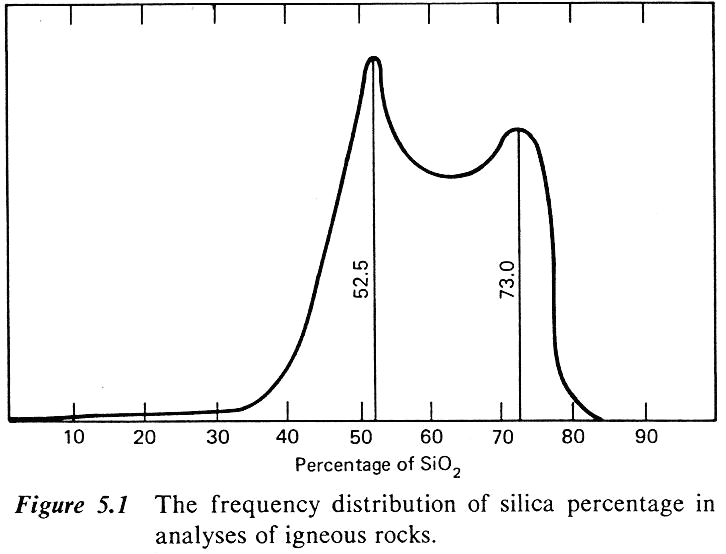 52.5
73.0
10 20 30 40 50 60 70 80 90
Percentage of SiO₂
Figure 5.1 The frequency distribution of silica percentage in
analyses of igneous rocks.